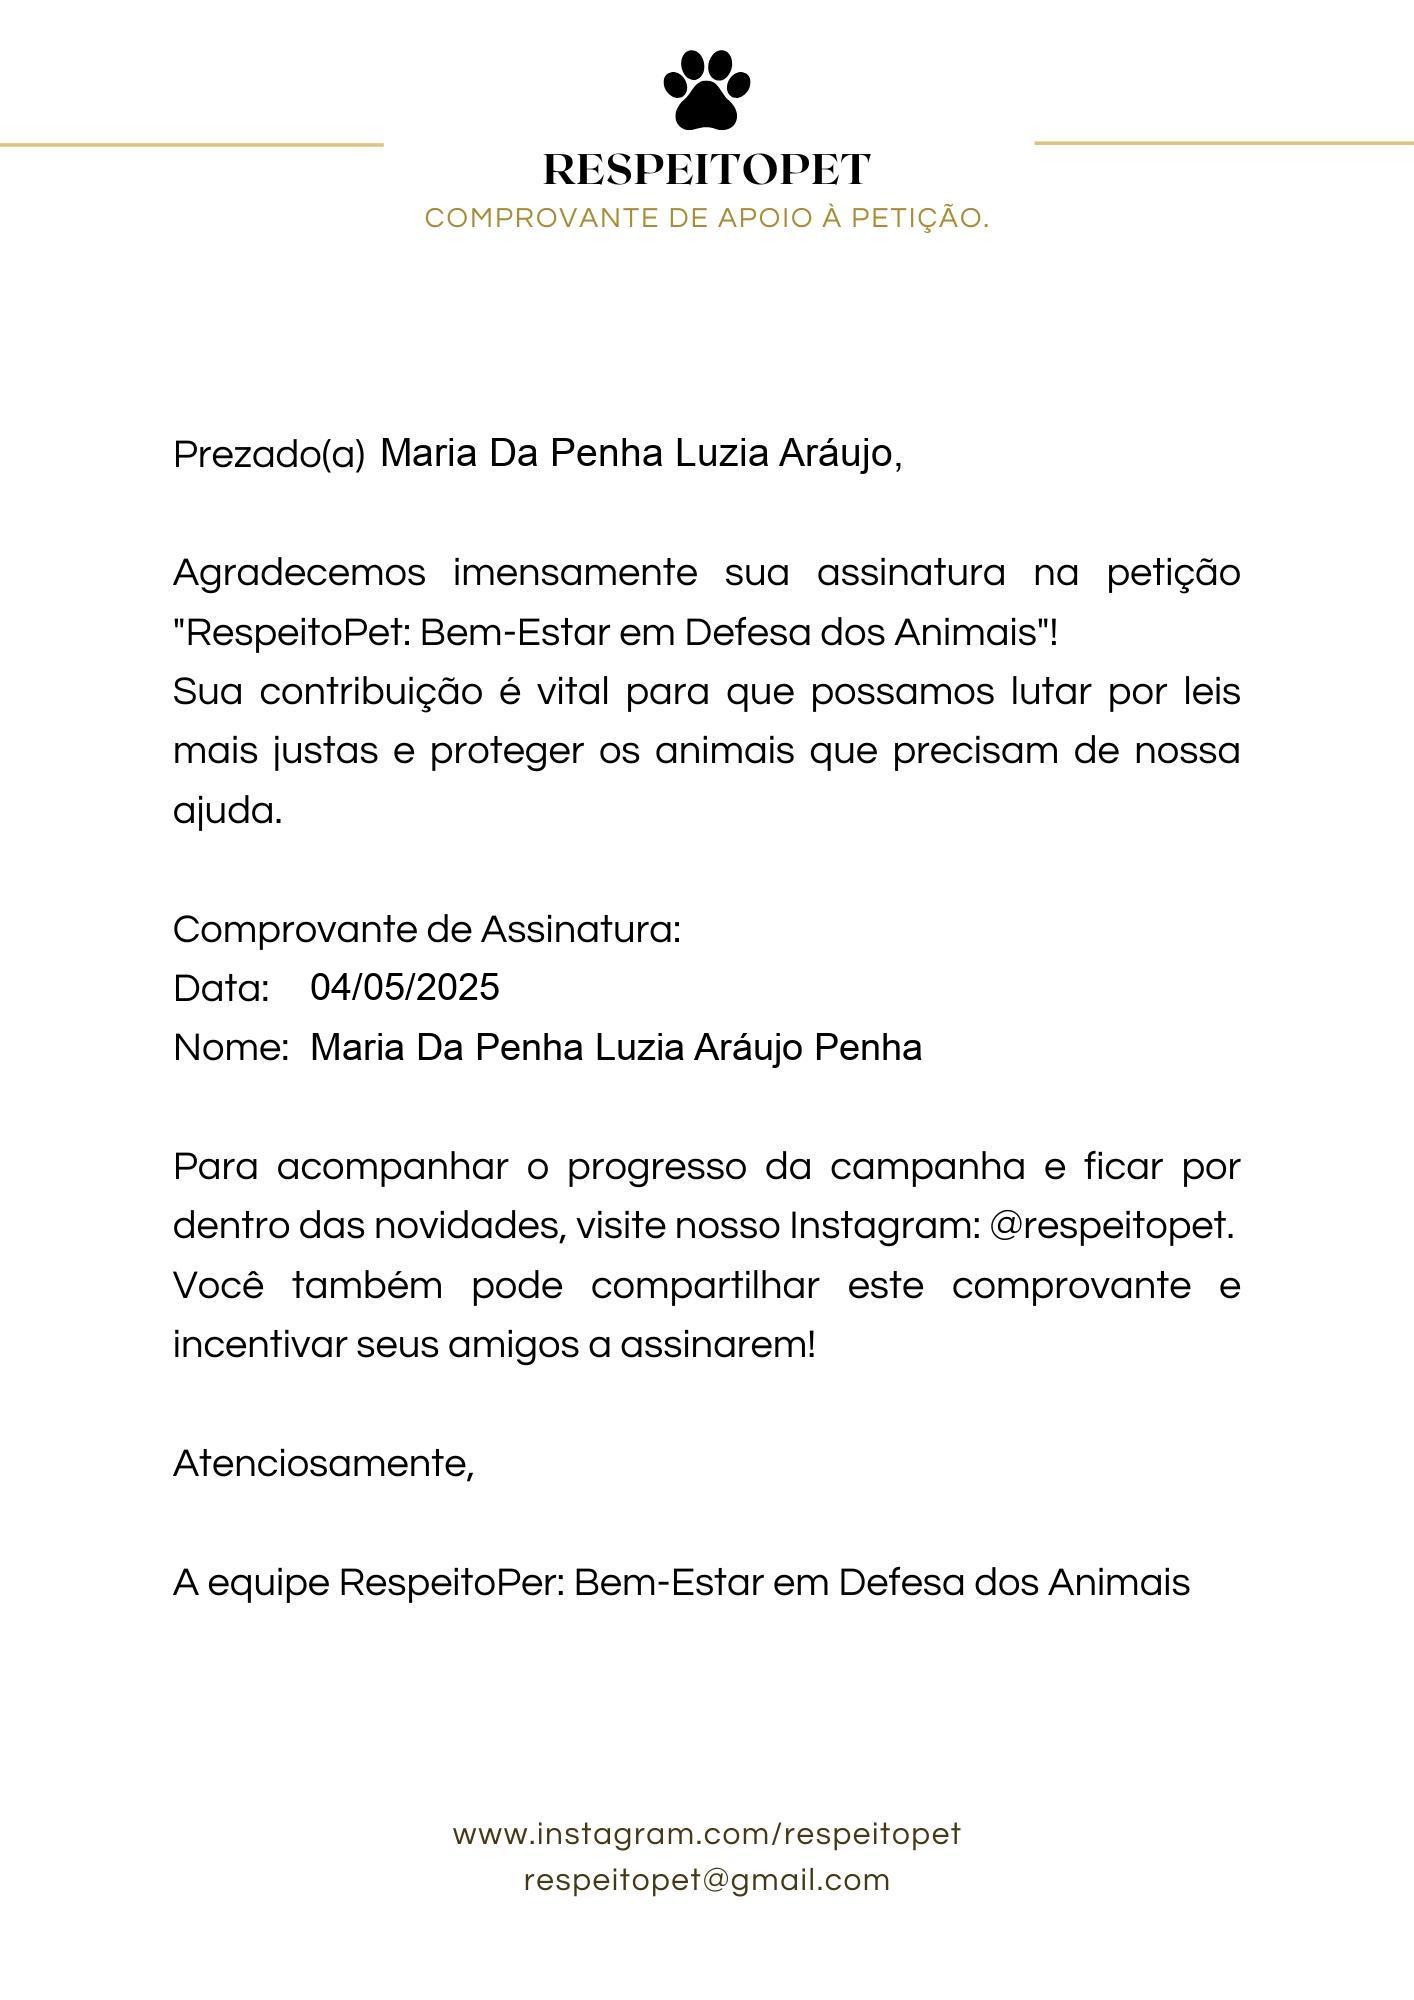 RESPEITOPET
COMPROVANTE DE APOIO À PETIÇÃO.
Prezado(a) Maria Da Penha Luzia Aráujo,
Agradecemos imensamente sua assinatura na petição
"RespeitoPet: Bem-Estar em Defesa dos Animais"!
Sua contribuição é vital para que possamos lutar por leis
mais justas e proteger os animais que precisam de nossa
ajuda.
Comprovante de Assinatura:
Data: 04/05/2025
Nome: Maria Da Penha Luzia Aráujo Penha
Para acompanhar o progresso da campanha e ficar por
dentro das novidades, visite nosso Instagram: @respeitopet.
Você também pode compartilhar este comprovante e
incentivar seus amigos a assinarem!
Atenciosamente,
A equipe RespeitoPer: Bem-Estar em Defesa dos Animais
www.instagram.com/respeitopet
respeitopet@gmail.com